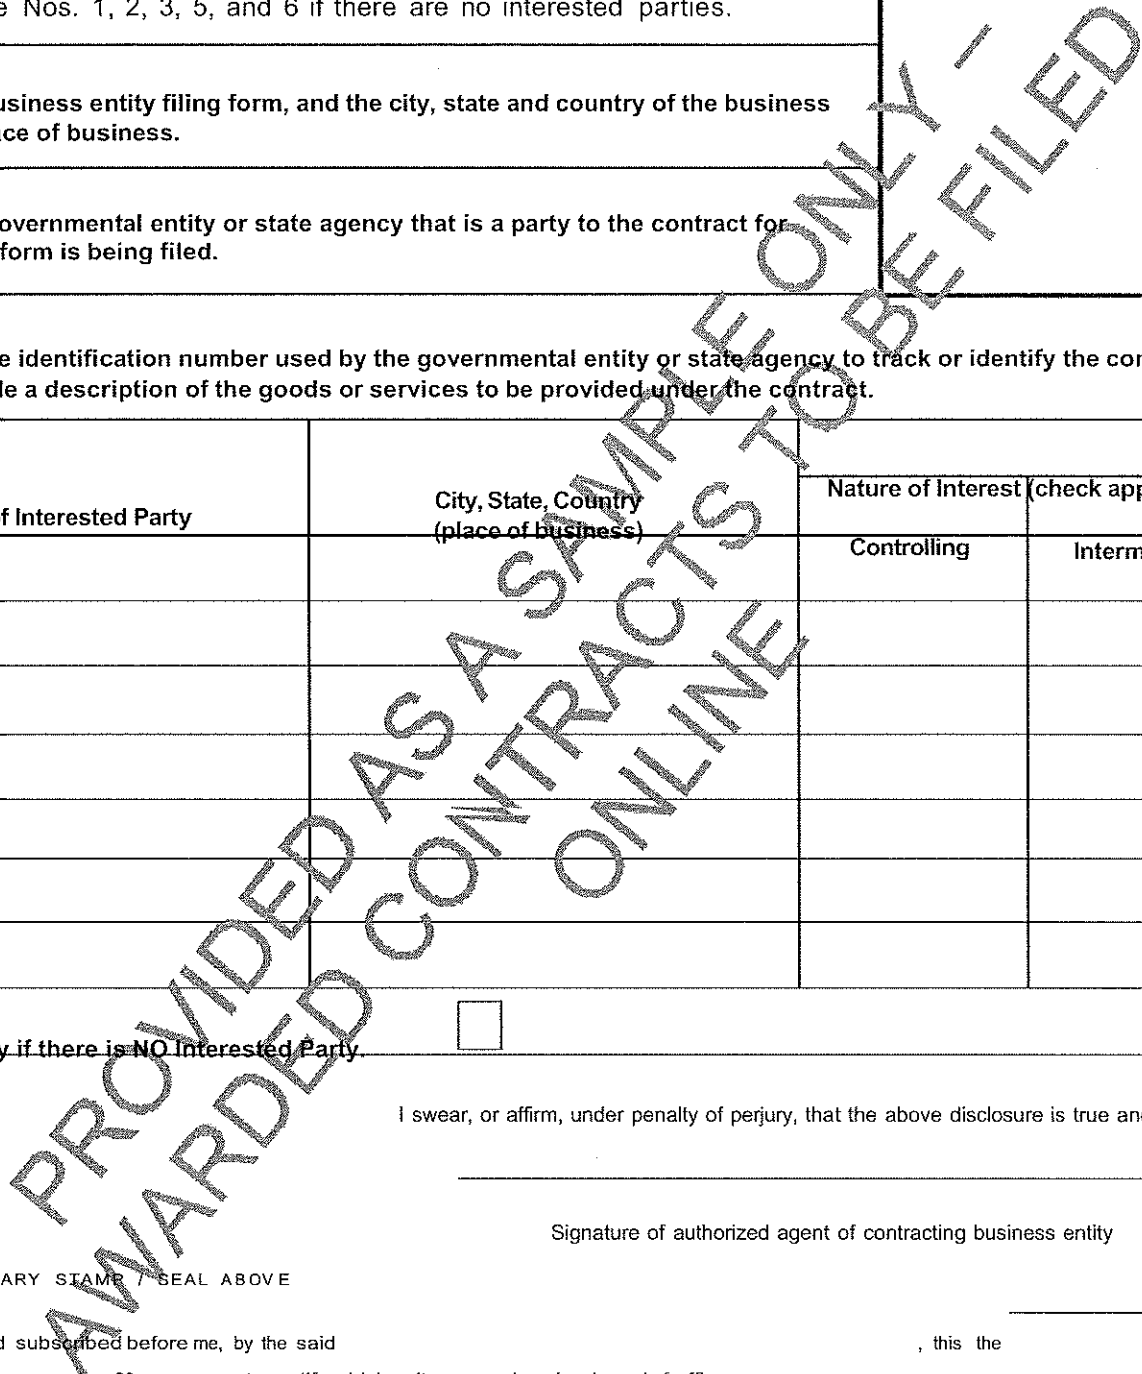 e Nos. 1, 2, 3, 5, and 6 if there are no interested parties.
usiness entity filing form, and the city, state and country of the business
ce of business.
overnmental entity or state agency that is a party to the contract for
form is being filed.
e identification number used by the governmental entity or state agency to track or identify the con
de a description of the goods or services to be provided under the contract.
f Interested Party
City, State, Country
(place of business)
Nature of Interest (check app
Controlling
Interm
y if there is NO Interested Party.
I swear, or affirm, under penalty of perjury, that the above disclosure is true an
Signature of authorized agent of contracting business entity
ARY STAMP / SEAL ABOVE
d subscribed before me, by the said , this the
PROVIDED AS A SAMPLE ONLY –
AWARDED CONTRACTS TO BE FILED
ONLINE